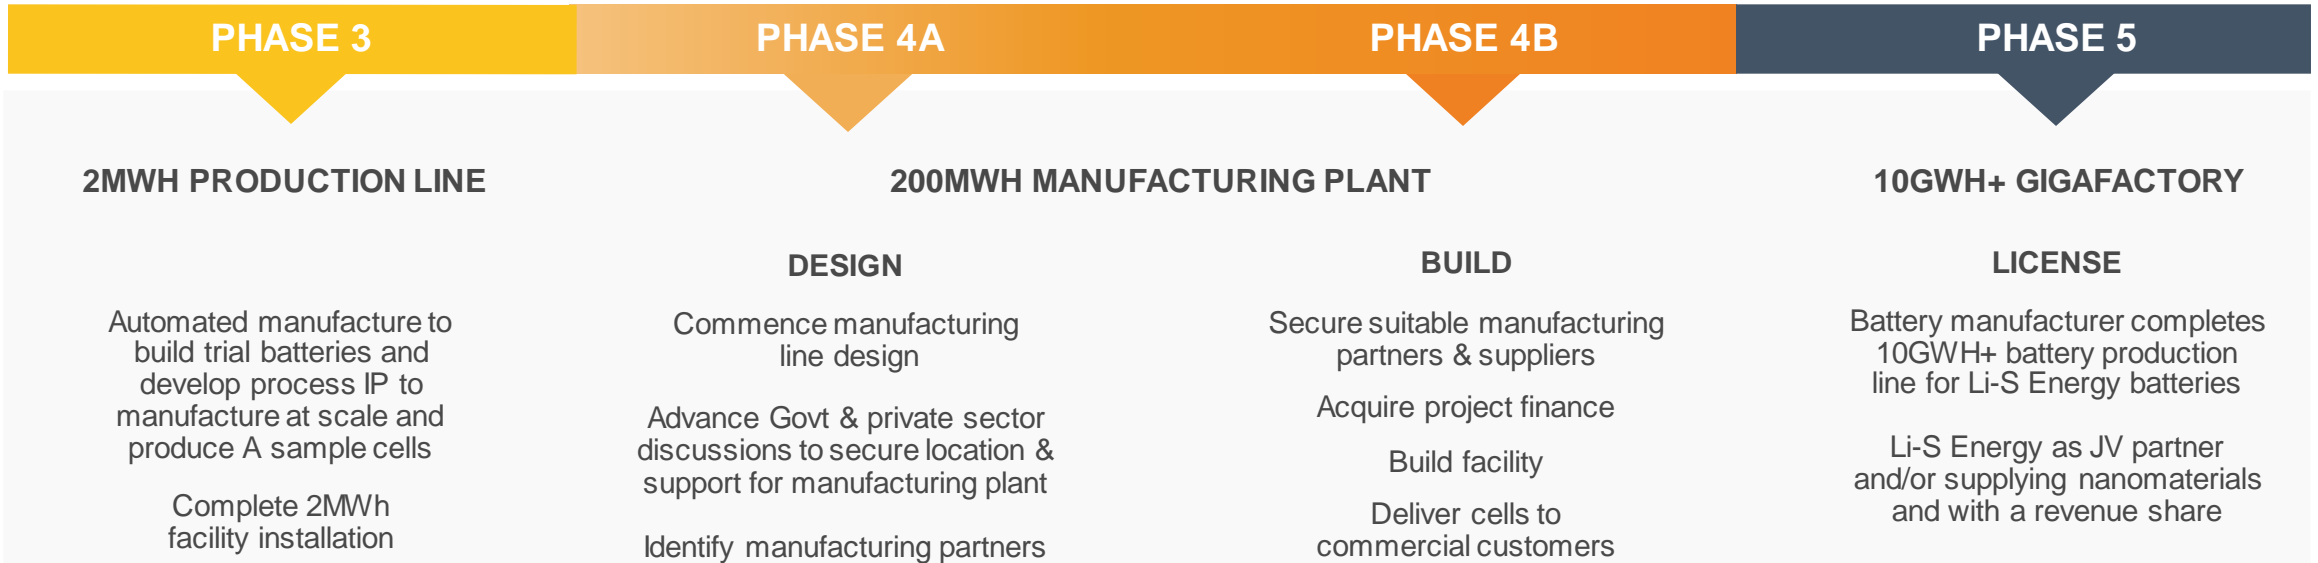 PHASE 3
PHASE 4A
PHASE 4B
PHASE 5
2MWH PRODUCTION LINE
Automated manufacture to
build trial batteries and
develop process IP to
manufacture at scale and
produce A sample cells
Complete 2MWh
facility installation
200MWH MANUFACTURING PLANT
DESIGN
Commence manufacturing
line design
Advance Govt & private sector
discussions to secure location &
support for manufacturing plant
Identify manufacturing partners
BUILD
Secure suitable manufacturing
partners & suppliers
Acquire project finance
Build facility
Deliver cells to
commercial customers
10GWH+ GIGAFACTORY
LICENSE
Battery manufacturer completes
10GWH+ battery production
line for Li-S Energy batteries
Li-S Energy as JV partner
and/or supplying nanomaterials
and with a revenue share